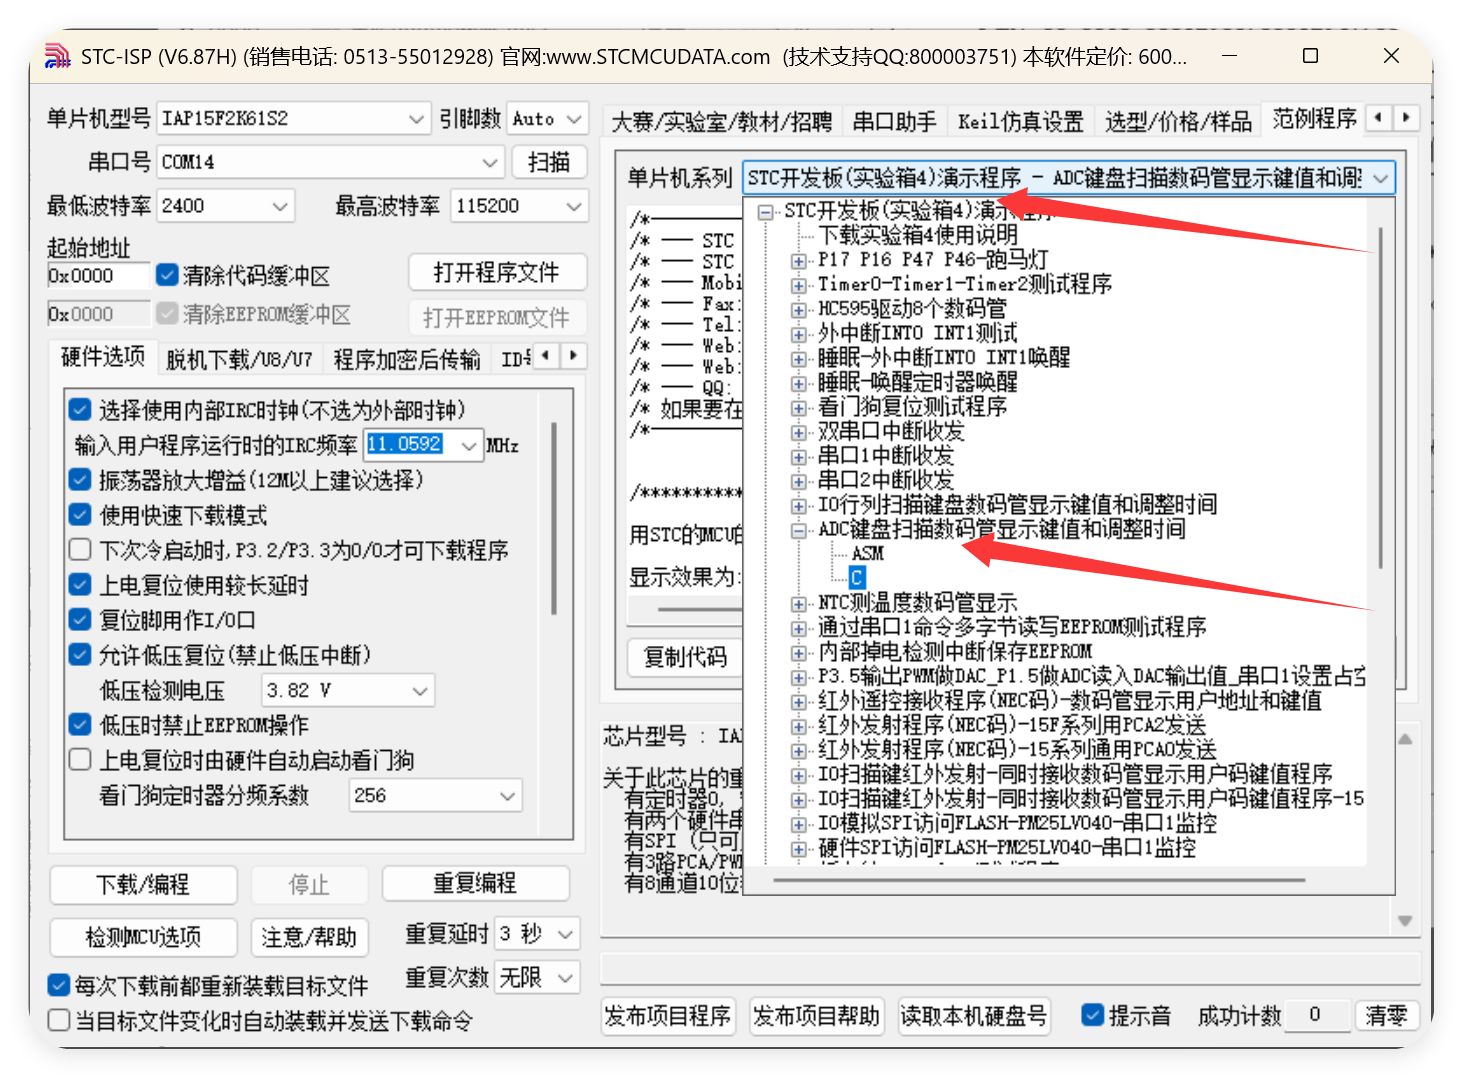 STC-ISP (V6.87H) (销售电话: 0513-55012928) 官网:www.STCMCUDATA.com  (技术支持QQ:800003751) 本软件定价: 600...
单片机型号 IAP15F2K61S2 引脚数 Auto
串口号 COM14 扫描
最低波特率 2400 最高波特率 115200
起始地址
0x0000 清除代码缓冲区 打开程序文件
0x0000 清除EEPROM缓冲区 打开EEPROM文件
硬件选项 脱机下载/U8/U7 程序加密后传输 ID号
选择使用内部IRC时钟(不选为外部时钟)
输入用户程序运行时的IRC频率 11.0592 MHz
振荡器放大增益(12M以上建议选择)
使用快速下载模式
下次冷启动时,P3.2/P3.3为0/0才可下载程序
上电复位使用较长延时
复位脚用作I/O口
允许低压复位(禁止低压中断)
低压检测电压 3.82 V
低压时禁止EEPROM操作
上电复位时由硬件自动启动看门狗
看门狗定时器分频系数 256
下载/编程 停止 重复编程
检测MCU选项 注意/帮助 重复延时 3 秒
重复次数 无限
每次下载前都重新装载目标文件
当目标文件变化时自动装载并发送下载命令
大赛/实验室/教材/招聘 串口助手 Keil仿真设置 选型/价格/样品 范例程序
单片机系列 STC开发板(实验箱4)演示程序 - ADC键盘扫描数码管显示键值和调整
/*——
/* —— STC
/* —— STC
/* —— Mobi
/* —— Fax:
/* —— Tel:
/* —— Web:
/* —— Web:
/* —— QQ:
/* 如果要在
/*——
/**********
用STC的MCU的
显示效果为:
复制代码
STC开发板(实验箱4)演示程序
下载实验箱4使用说明
P17 P16 P47 P46-跑马灯
Timer0-Timer1-Timer2测试程序
HC595驱动8个数码管
外中断INT0 INT1测试
睡眠-外中断INT0 INT1唤醒
睡眠-唤醒定时器唤醒
看门狗复位测试程序
双串口中断收发
串口1中断收发
串口2中断收发
IO行列扫描键盘数码管显示键值和调整时间
ADC键盘扫描数码管显示键值和调整时间
ASM
C
NTC测温度数码管显示
通过串口1命令多字节读写EEPROM测试程序
内部掉电检测中断保存EEPROM
P3.5输出PWM做DAC_P1.5做ADC读入DAC输出值_串口1设置占空
红外遥控接收程序(NEC码)-数码管显示用户地址和键值
红外发射程序(NEC码)-15F系列用PCA2发送
红外发射程序(NEC码)-15系列通用PCA0发送
IO扫描键红外发射-同时接收数码管显示用户码键值程序
IO扫描键红外发射-同时接收数码管显示用户码键值程序-15
IO模拟SPI访问FLASH-PM25LV040-串口1监控
硬件SPI访问FLASH-PM25LV040-串口1监控
芯片型号 : IAP
关于此芯片的重
有定时器0,
有两个硬件串
有SPI (只可
有3路PCA/PWM
有8通道10位
发布项目程序 发布项目帮助 读取本机硬盘号 提示音 成功计数 0 清零